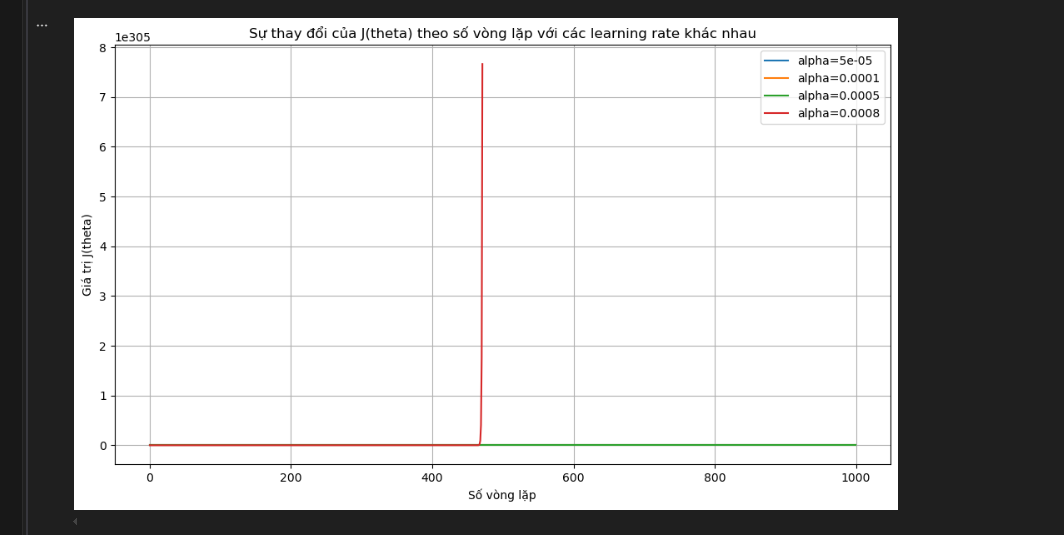 ...
Sự thay đổi của J(theta) theo số vòng lặp với các learning rate khác nhau
1e305
8
7
6
5
4
3
2
1
0
Giá trị J(theta)
alpha=5e-05
alpha=0.0001
alpha=0.0005
alpha=0.0008
0 200 400 600 800 1000
Số vòng lặp